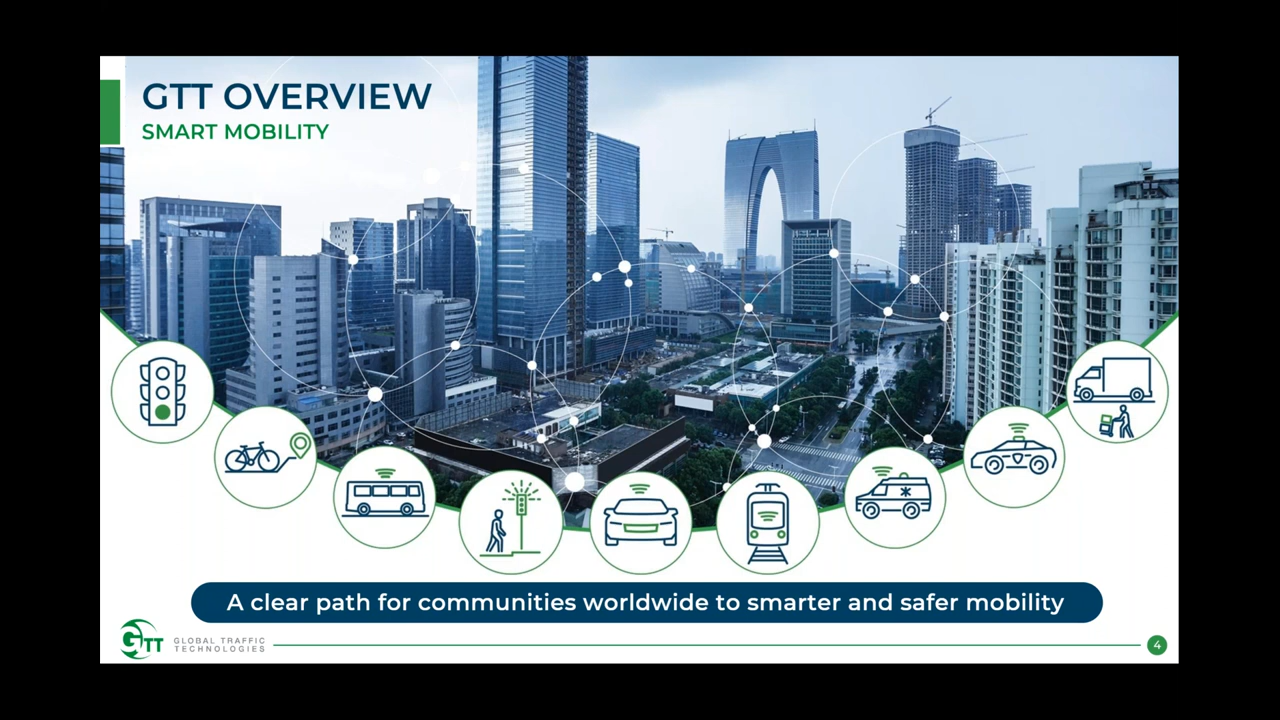 GTT OVERVIEW
SMART MOBILITY
A clear path for communities worldwide to smarter and safer mobility
GTT
GLOBAL TRAFFIC
TECHNOLOGIES
4